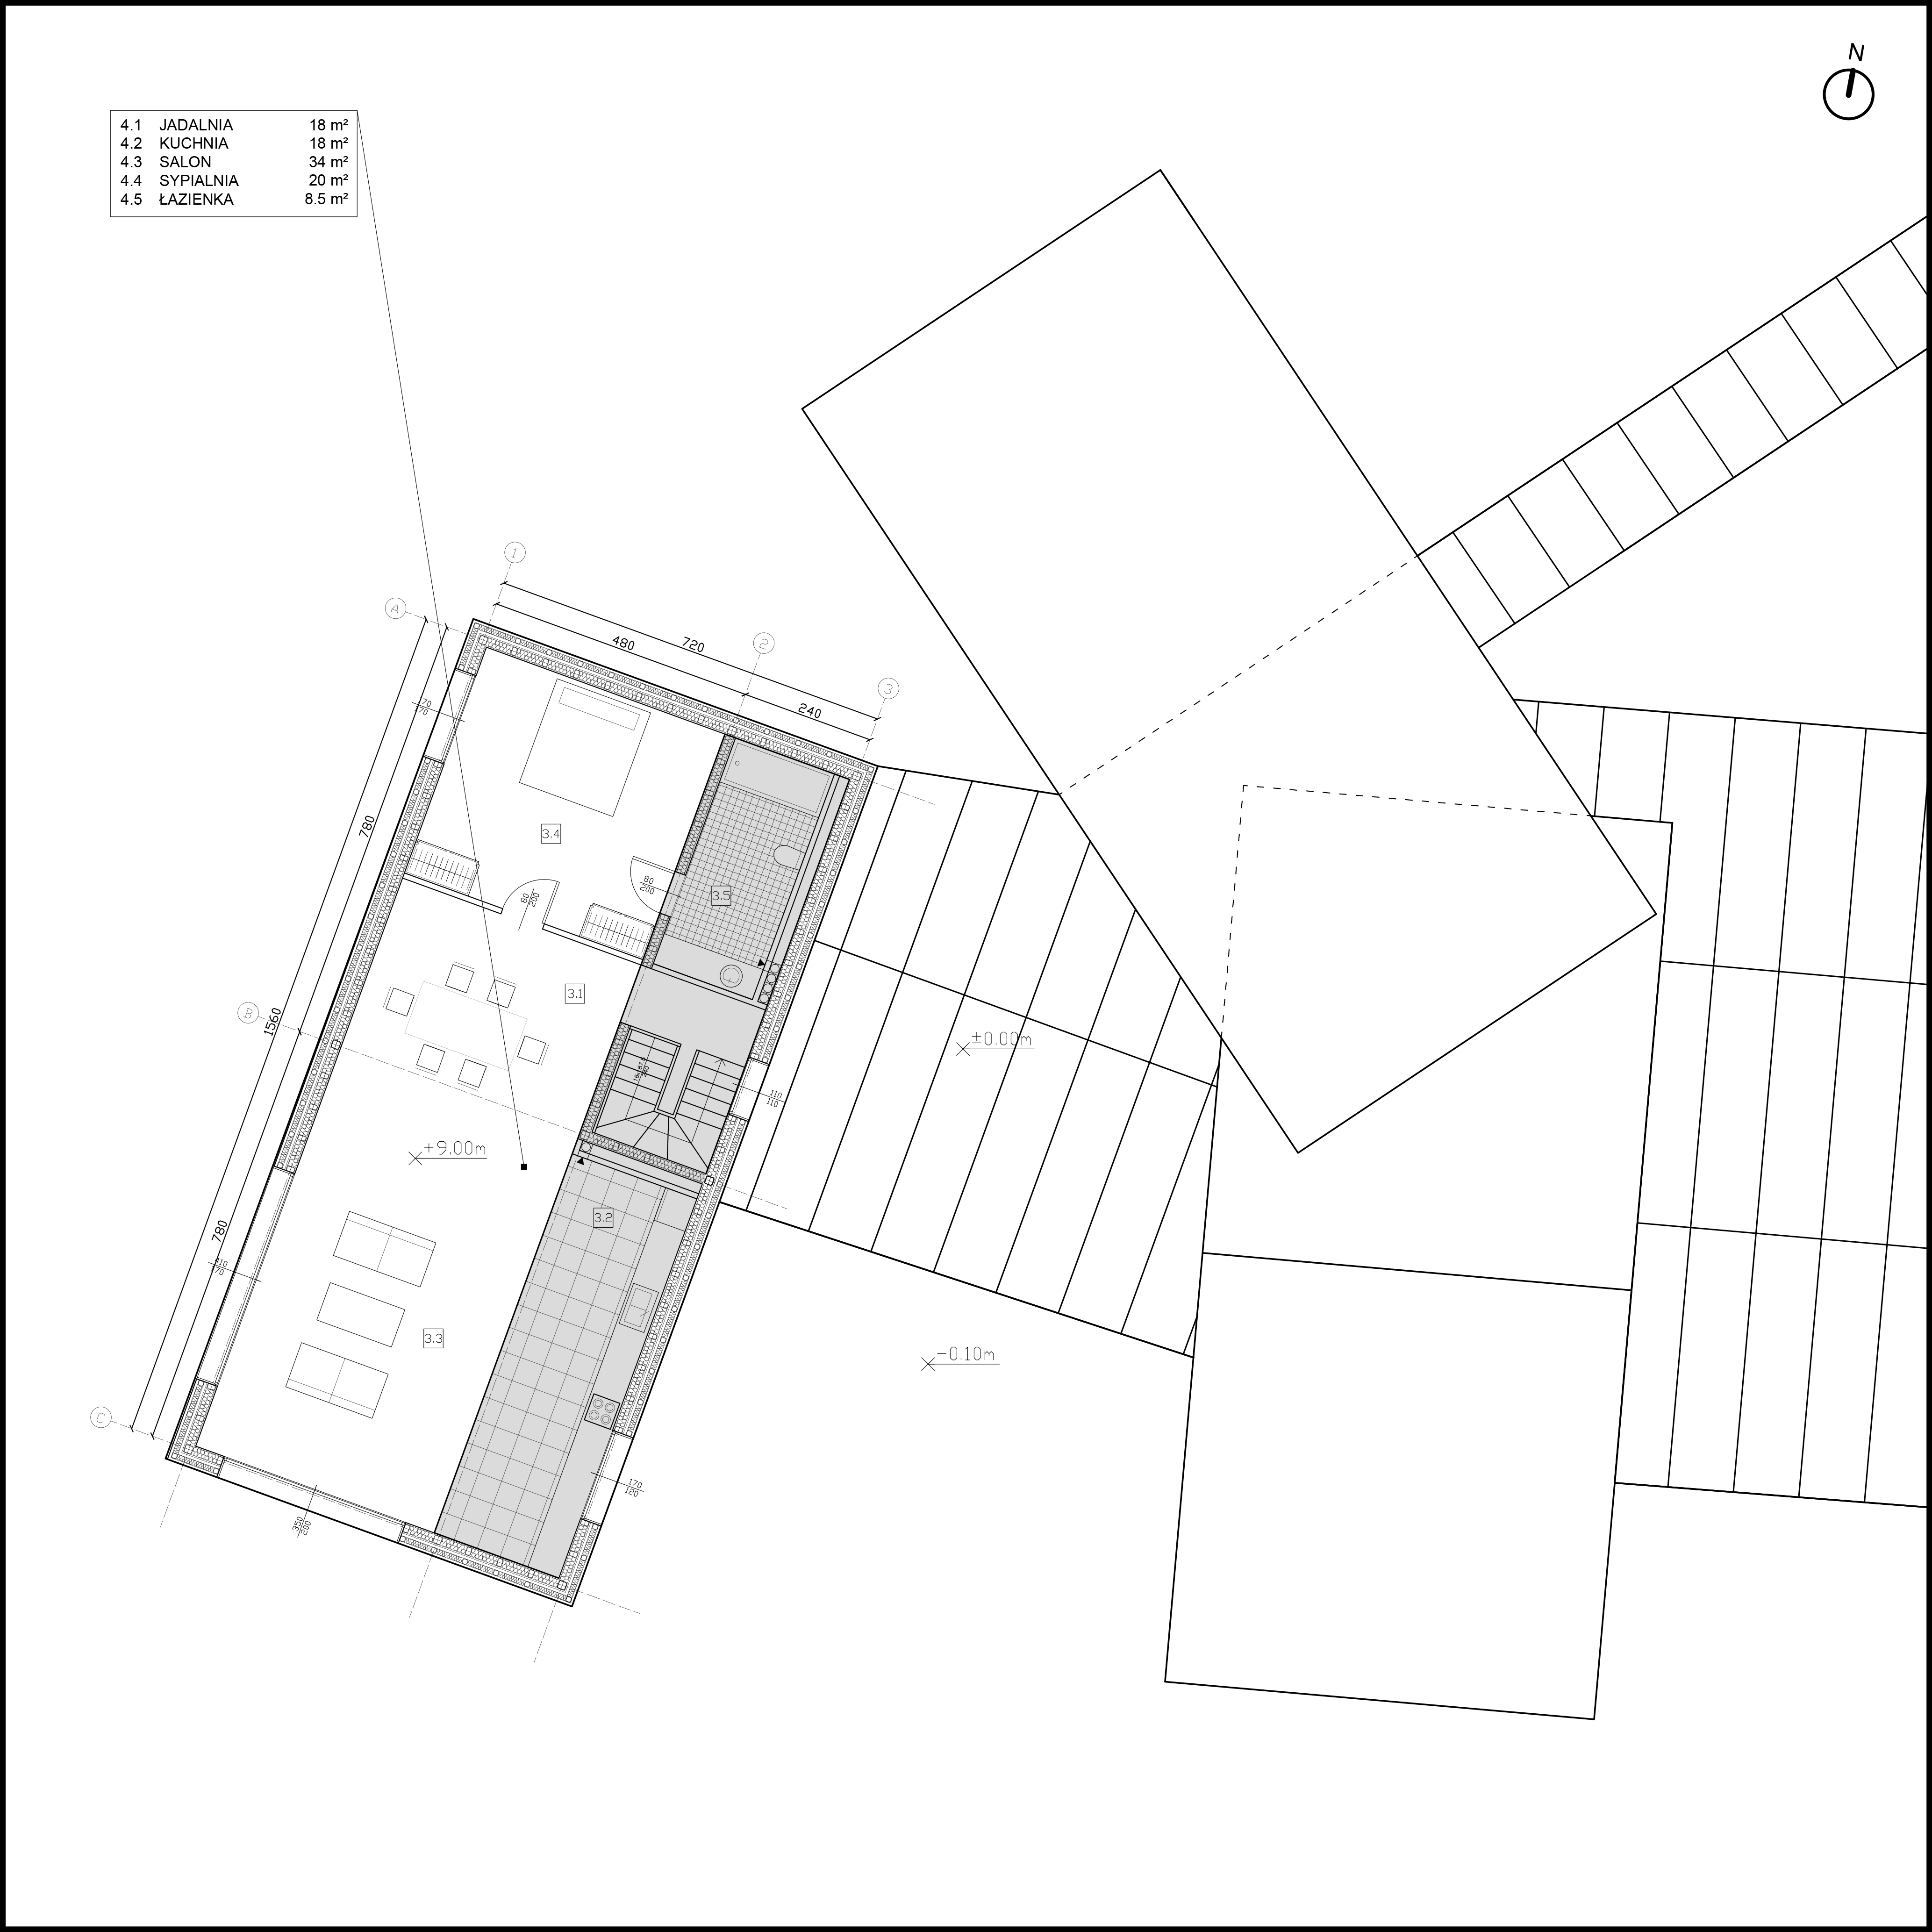 N
4.1 JADALNIA 18 m²
4.2 KUCHNIA 18 m²
4.3 SALON 34 m²
4.4 SYPIALNIA 20 m²
4.5 ŁAZIENKA 8.5 m²
1
A
2
720
480
3
240
70
780
3.4
80
200
3.5
80
200
3.1
B
1560
±0.00m
110
110
+9.00m
3.2
780
410
3.3
-0.10m
C
170
120
350
200